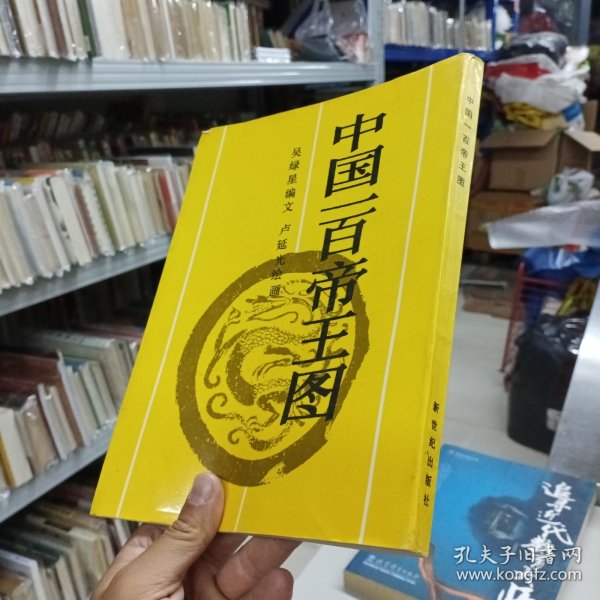 中国一百帝王图
吴绿星编文 卢延光绘画
中国一百帝王图
新世纪出版社
孔夫子旧书网
www.kongfz.com